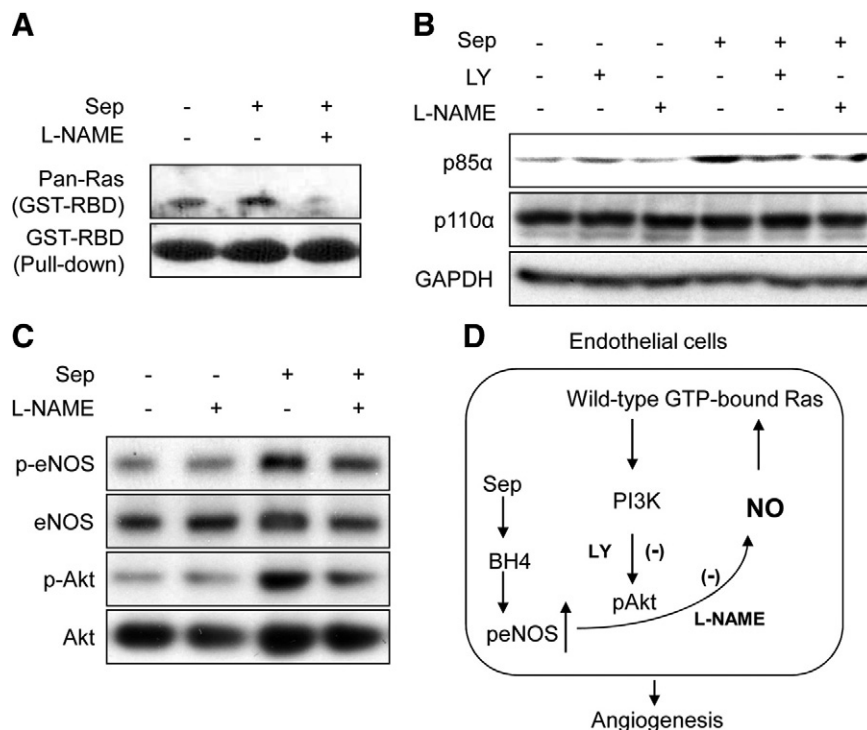 A
Sep - + +
L-NAME - - +
Pan-Ras
(GST-RBD)
GST-RBD
(Pull-down)
B
Sep - - - + + +
LY - + - - + -
L-NAME - - + - - +
p85α
p110α
GAPDH
C
Sep - - + +
L-NAME - + - +
p-eNOS
eNOS
p-Akt
Akt
D
Endothelial cells
Wild-type GTP-bound Ras
Sep
PI3K
NO
LY (-)
BH4
(-)
pAkt
L-NAME
peNOS
Angiogenesis